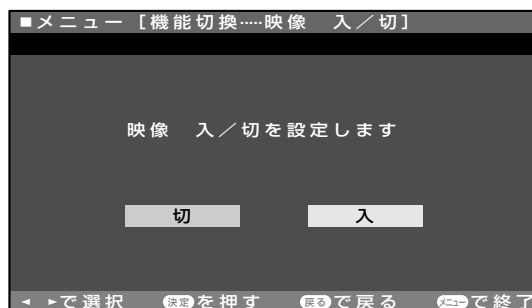 ■メニュー [機能切換……映像 入/切]
映像 入/切を設定します
切 入
◀ ▶で選択 決定を押す 戻るで戻る メニューで終了